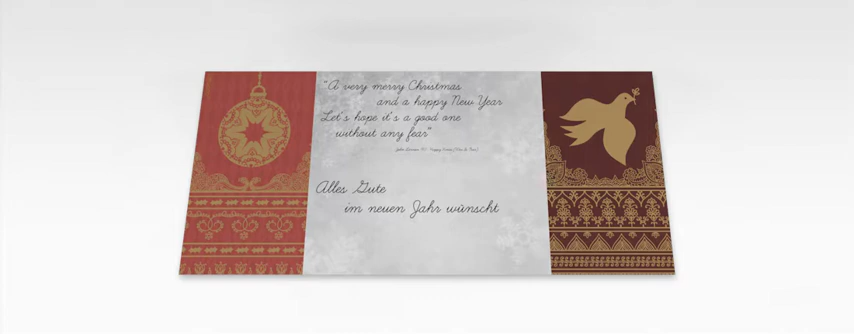 "A very merry Christmas
and a happy New Year
Let's hope it's a good one
without any fear"
Alles Gute
im neuen Jahr wünscht